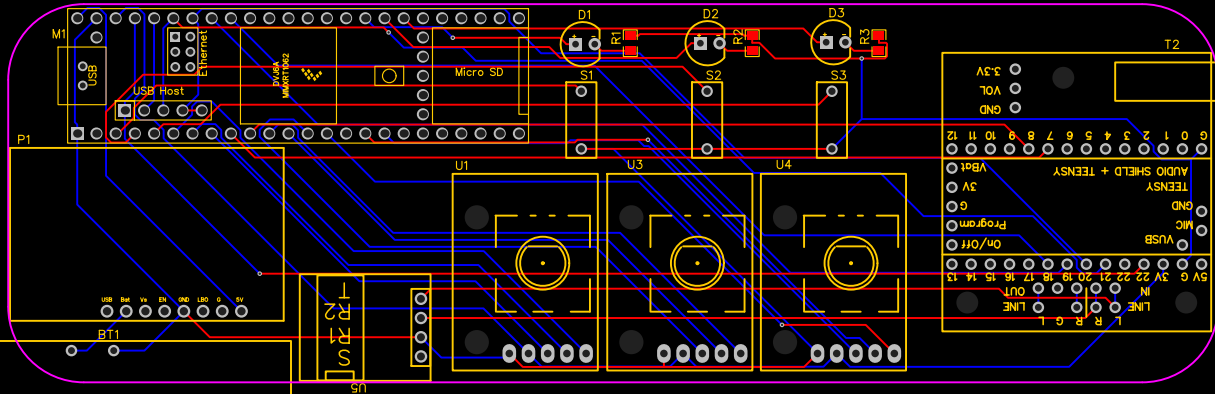 M1
USB
Ethernet
USB Host
DVJ6A
MIMXRT1062
Micro SD
D1
D2
D3
R1
R2
R3
S1
S2
S3
T2
3.3V
VOL
GND
12 11 10 9 8 7 6 5 4 3 2 1 0 G
AUDIO SHIELD + TEENSY
TEENSY
VBat
3V
G
Program
On/Off
GND
MIC
VUSB
13 14 15 16 17 18 19 20 21 22 22 3V G 5V
OUT
LINE
L G R
IN
LINE
R L
P1
USB Bat Vs EN GND LBO G 5V
BT1
U1
U3
U4
T
R2
R1
S
U5